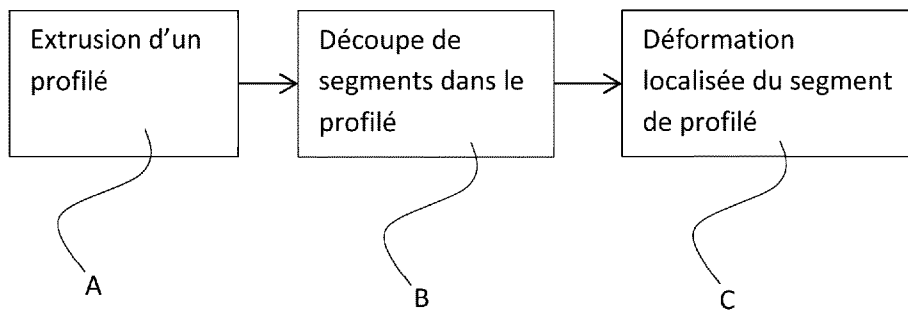 Extrusion d’un
profilé
Découpe de
segments dans le
profilé
Déformation
localisée du segment
de profilé
A
B
C